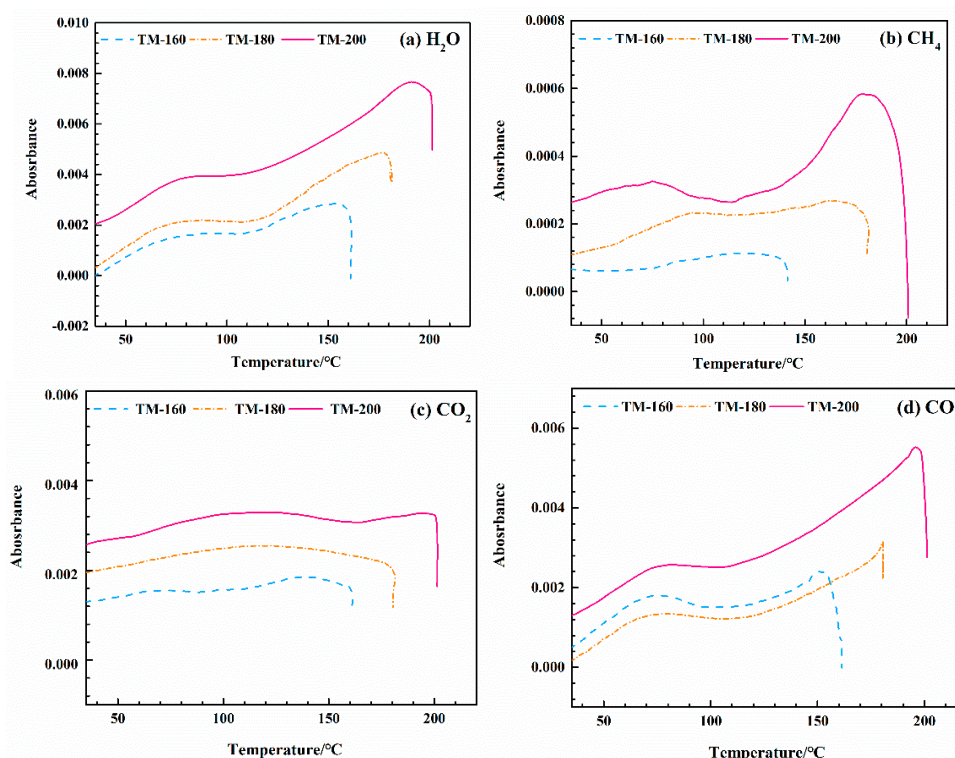 TM-160 TM-180 TM-200
(a) H₂O
0.010
0.008
0.006
0.004
0.002
0.000
-0.002
50 100 150 200
Temperature/°C
Abosrbance
TM-160 TM-180 TM-200
(b) CH₄
0.0008
0.0006
0.0004
0.0002
0.0000
50 100 150 200
Temperature/°C
Abosrbance
TM-160 TM-180 TM-200
(c) CO₂
0.006
0.004
0.002
0.000
50 100 150 200
Temperature/°C
Abosrbance
TM-160 TM-180 TM-200
(d) CO
0.006
0.004
0.002
0.000
50 100 150 200
Temperature/°C
Abosrbance